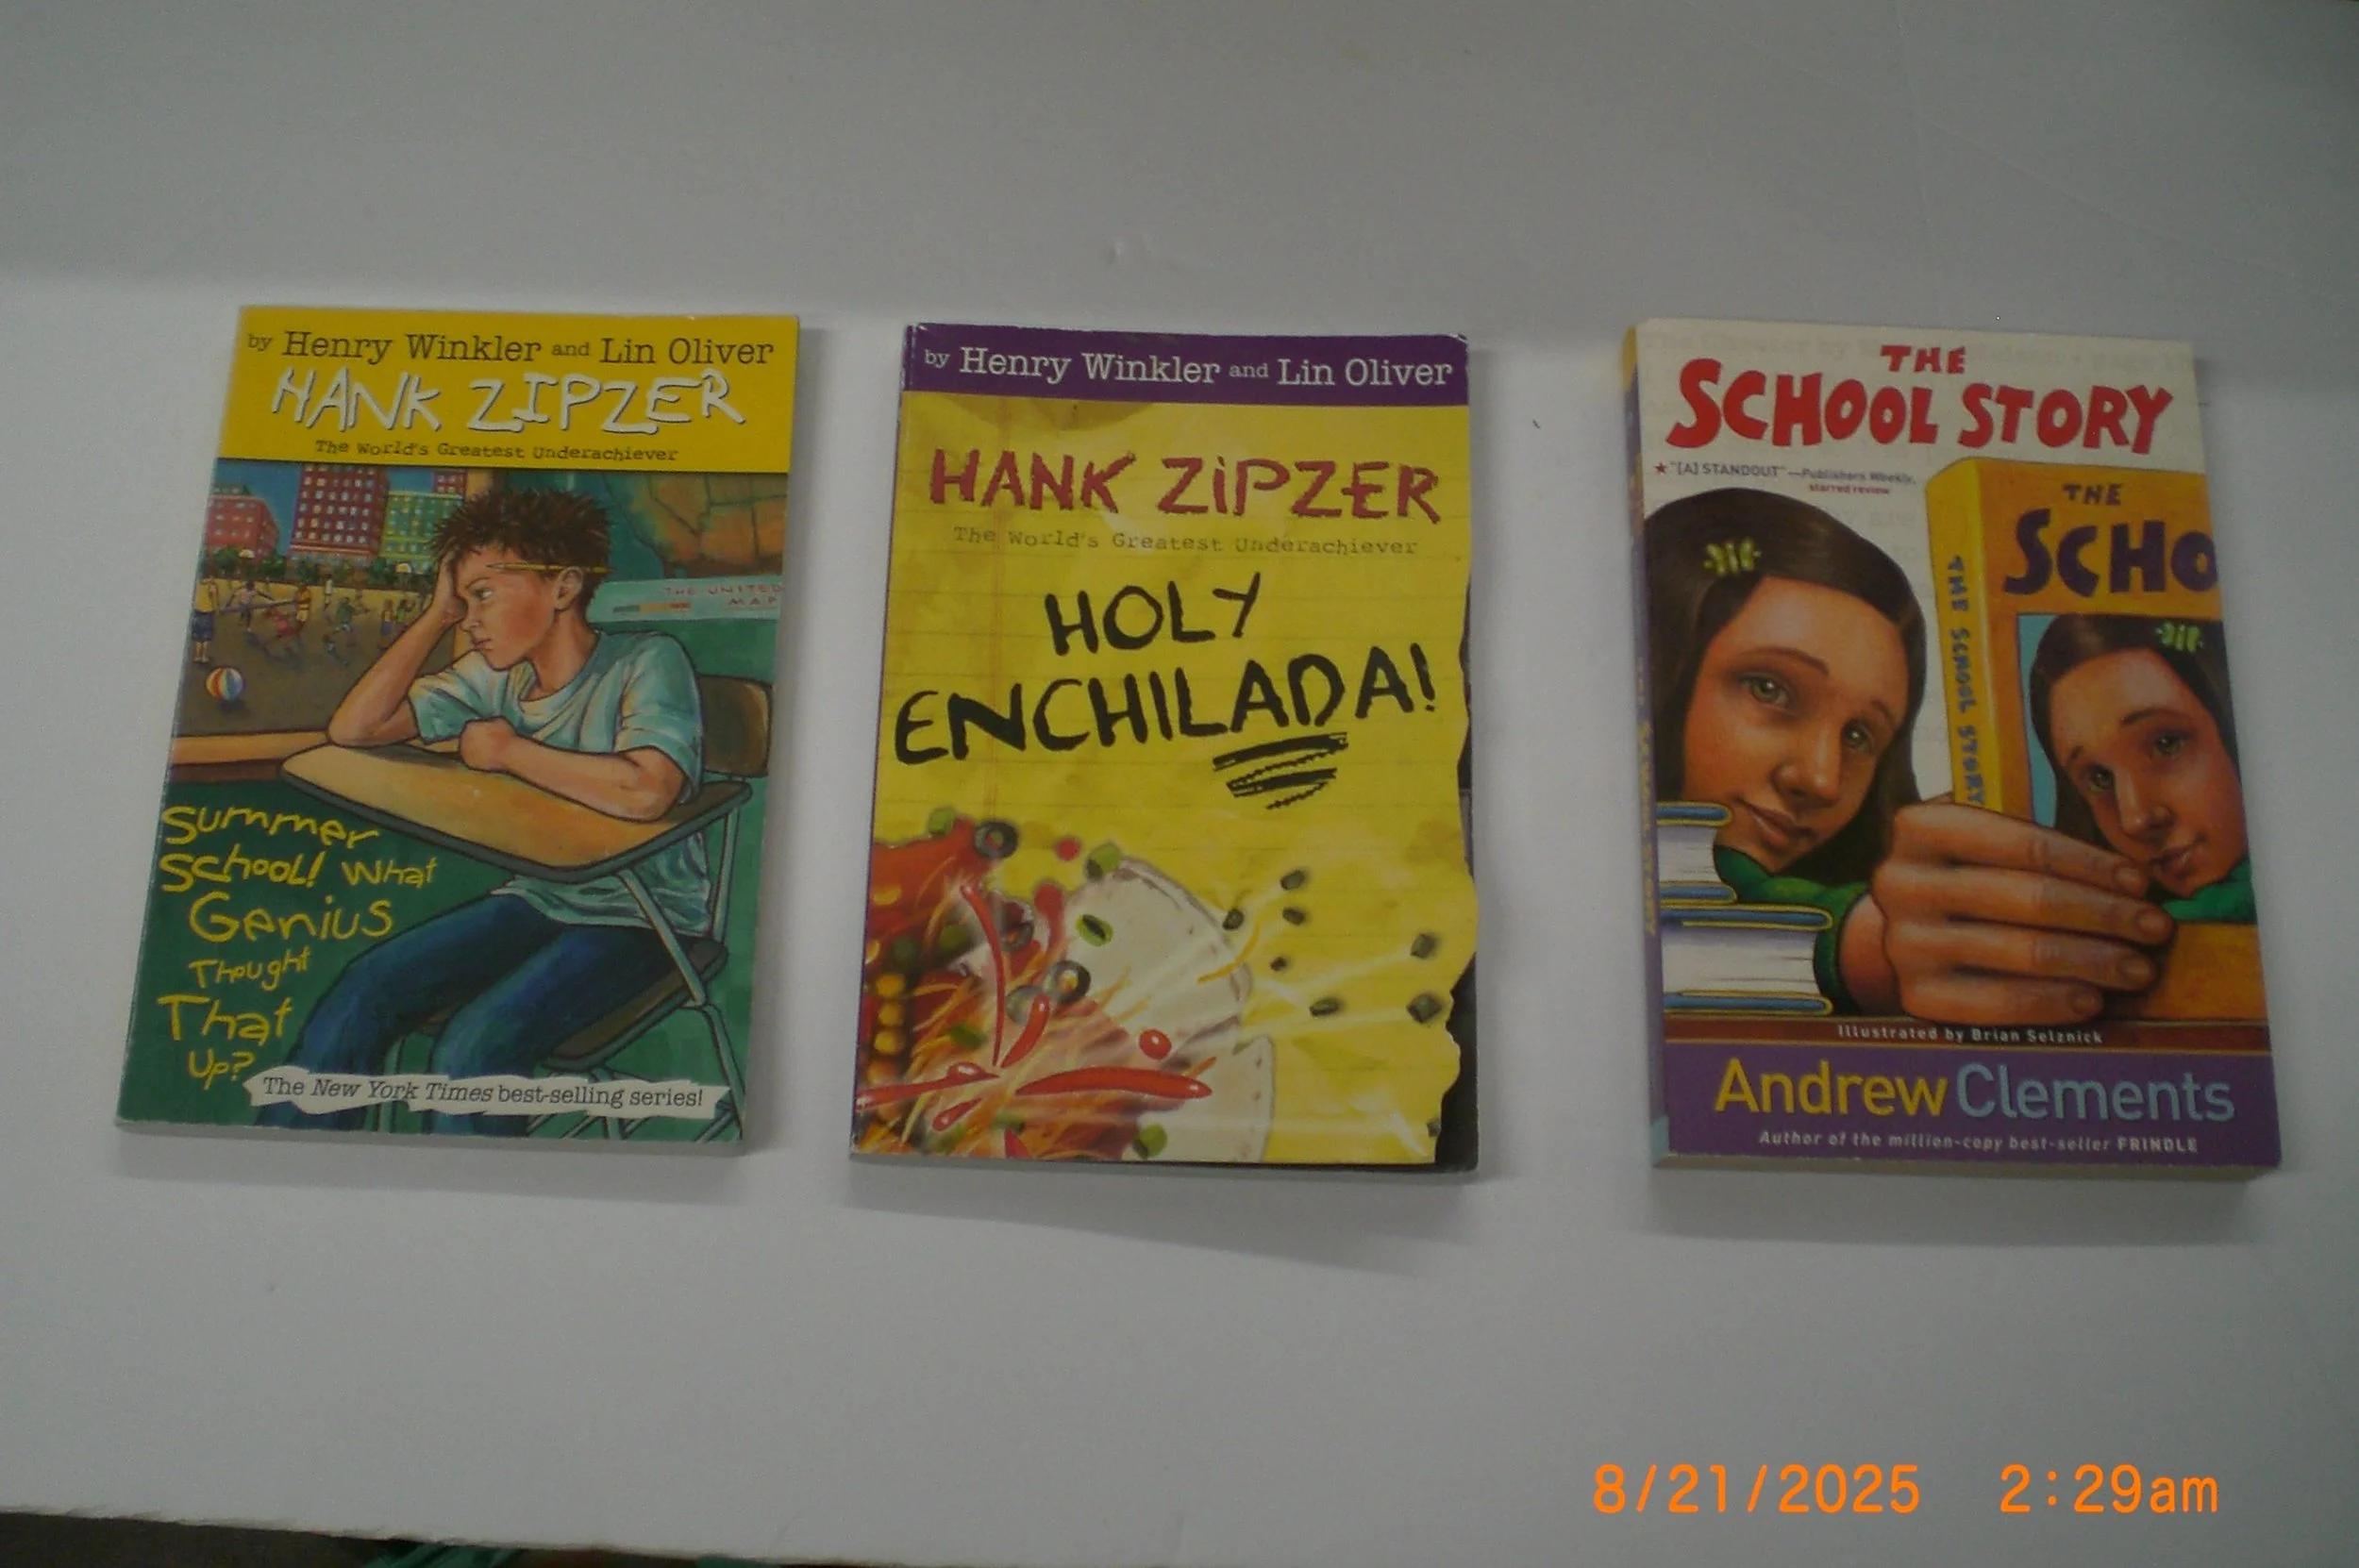 by Henry Winkler and Lin Oliver
HANK ZIPZER
The World's Greatest Underachiever
THE UNITED
MAP
Summer
School! What
Genius
Thought
That
Up?
The New York Times best-selling series!
by Henry Winkler and Lin Oliver
HANK ZiPZER
The World's Greatest Underachiever
HOLY
ENCHILADA!
THE
SCHOOL STORY
★"[A] STANDOUT"—Publishers Weekly,
starred review
THE
SCHO
THE SCHOOL STORY
Illustrated by Brian Selznick
Andrew Clements
Author of the million-copy best-seller FRINDLE
8/21/2025 2:29am